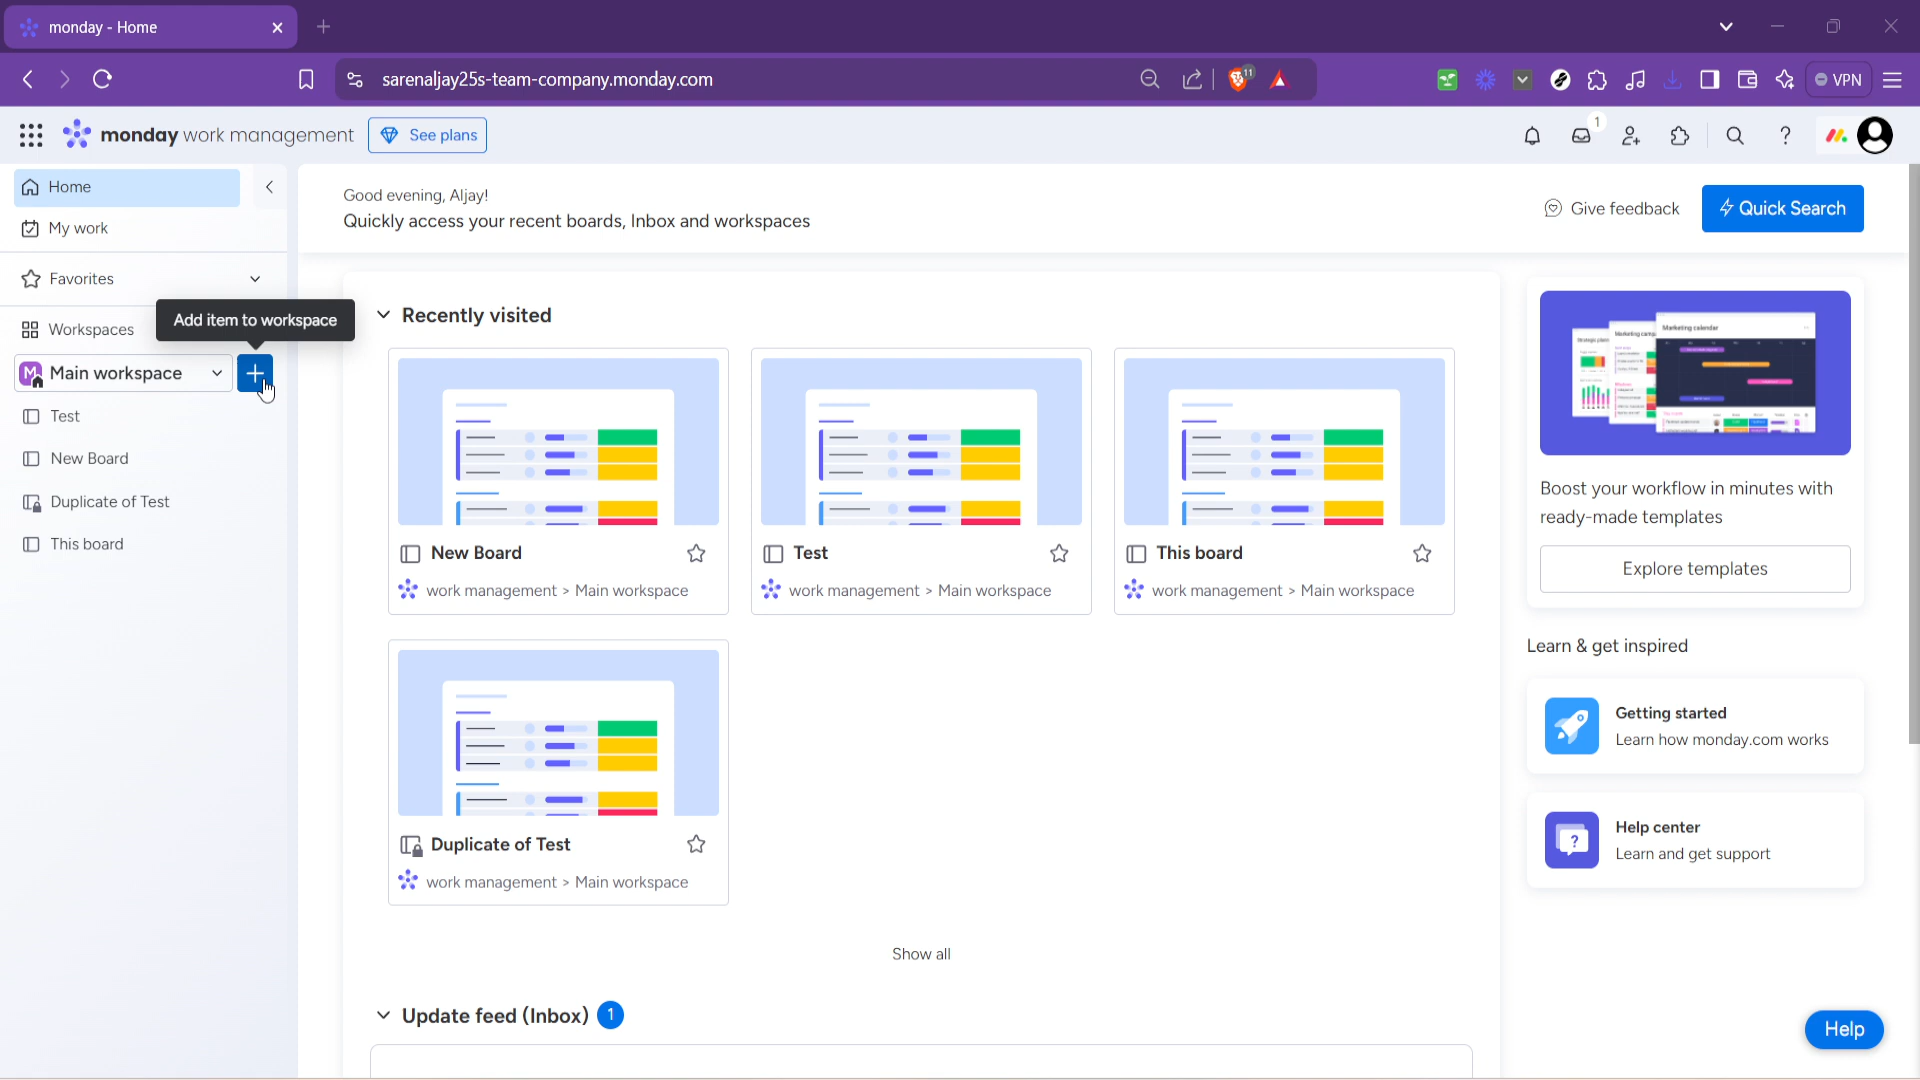 monday - Home
sarenaljay25s-team-company.monday.com
11
VPN
monday work management
See plans
1
Home
My work
Favorites
Workspaces
Add item to workspace
M
Main workspace
Test
New Board
Duplicate of Test
This board
Good evening, Aljay!
Quickly access your recent boards, Inbox and workspaces
Give feedback
Quick Search
Recently visited
New Board
work management > Main workspace
Test
work management > Main workspace
This board
work management > Main workspace
Duplicate of Test
work management > Main workspace
Show all
Update feed (Inbox) 1
Marketing calendar
Boost your workflow in minutes with
ready-made templates
Explore templates
Learn & get inspired
Getting started
Learn how monday.com works
Help center
Learn and get support
Help